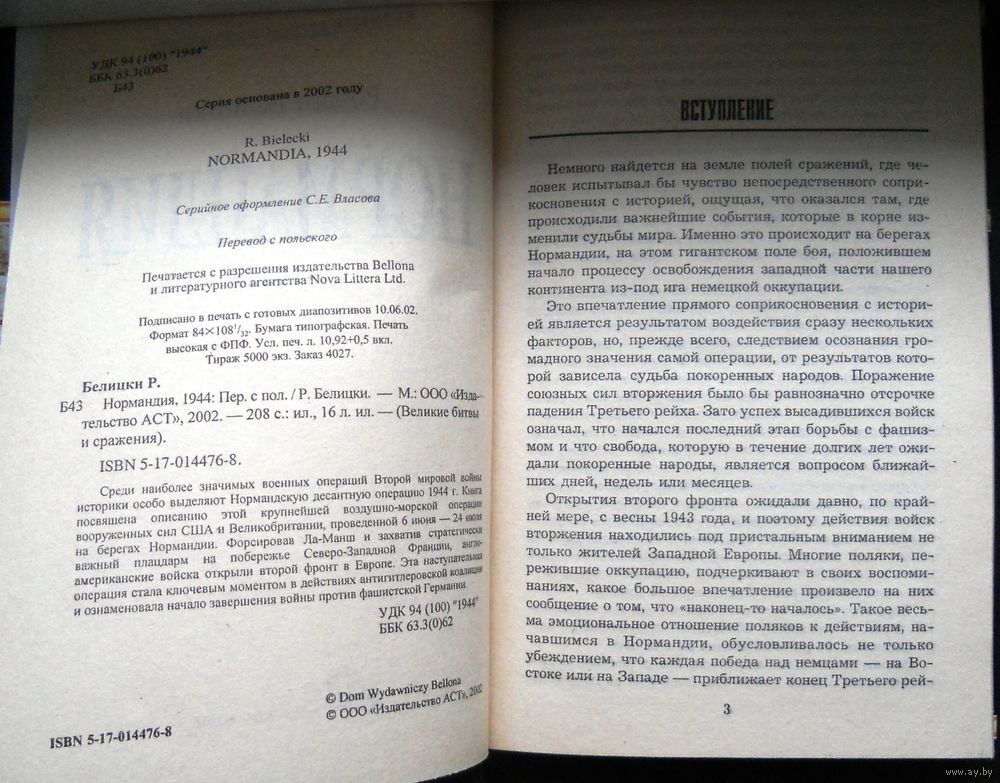 УДК 94 (100) "1944"
ББК 63.3(0)62
Б43
Серия основана в 2002 году
R. Bielecki
NORMANDIA, 1944
Серийное оформление С.Е. Власова
Перевод с польского
Печатается с разрешения издательства Bellona
и литературного агентства Nova Littera Ltd.
Подписано в печать с готовых диапозитивов 10.06.02.
Формат 84×108¹/₃₂. Бумага типографская. Печать
высокая с ФПФ. Усл. печ. л. 10,92+0,5 вкл.
Тираж 5000 экз. Заказ 4027.
Белицки Р.
Б43 Нормандия, 1944: Пер. с пол. / Р. Белицки. — М.: ООО «Изда-
тельство АСТ», 2002. — 208 с.: ил., 16 л. ил. — (Великие битвы
и сражения).
ISBN 5-17-014476-8.
Среди наиболее значимых военных операций Второй мировой войны
историки особо выделяют Нормандскую десантную операцию 1944 г. Книга
посвящена описанию этой крупнейшей воздушно-морской операции
вооруженных сил США и Великобритании, проведенной 6 июня — 24 июля
на берегах Нормандии. Форсировав Ла-Манш и захватив стратегически
важный плацдарм на побережье Северо-Западной Франции, англо-
американские войска открыли второй фронт в Европе. Эта наступательная
операция стала ключевым моментом в действиях антигитлеровской коалиции
и ознаменовала начало завершения войны против фашистской Германии.
УДК 94 (100) "1944"
ББК 63.3(0)62
© Dom Wydawniczy Bellona
© ООО «Издательство АСТ», 2002
ISBN 5-17-014476-8
ВСТУПЛЕНИЕ
Немного найдется на земле полей сражений, где че-
ловек испытывал бы чувство непосредственного сопри-
косновения с историей, ощущая, что оказался там, где
происходили важнейшие события, которые в корне из-
менили судьбы мира. Именно это происходит на берегах
Нормандии, на этом гигантском поле боя, положившем
начало процессу освобождения западной части нашего
континента из-под ига немецкой оккупации.
Это впечатление прямого соприкосновения с истори-
ей является результатом воздействия сразу нескольких
факторов, но, прежде всего, следствием осознания гро-
мадного значения самой операции, от результатов кото-
рой зависела судьба покоренных народов. Поражение
союзных сил вторжения было бы равнозначно отсрочке
падения Третьего рейха. Зато успех высадившихся войск
означал, что начался последний этап борьбы с фашиз-
мом и что свобода, которую в течение долгих лет ожи-
дали покоренные народы, является вопросом ближай-
ших дней, недель или месяцев.
Открытия второго фронта ожидали давно, по край-
ней мере, с весны 1943 года, и поэтому действия войск
вторжения находились под пристальным вниманием не
только жителей Западной Европы. Многие поляки, пе-
режившие оккупацию, подчеркивают в своих воспоми-
наниях, какое большое впечатление произвело на них
сообщение о том, что «наконец-то началось». Такое весь-
ма эмоциональное отношение поляков к действиям, на-
чавшимся в Нормандии, обусловливалось не только
убеждением, что каждая победа над немцами — на Во-
стоке или на Западе — приближает конец Третьего рей-
3
www.ay.by